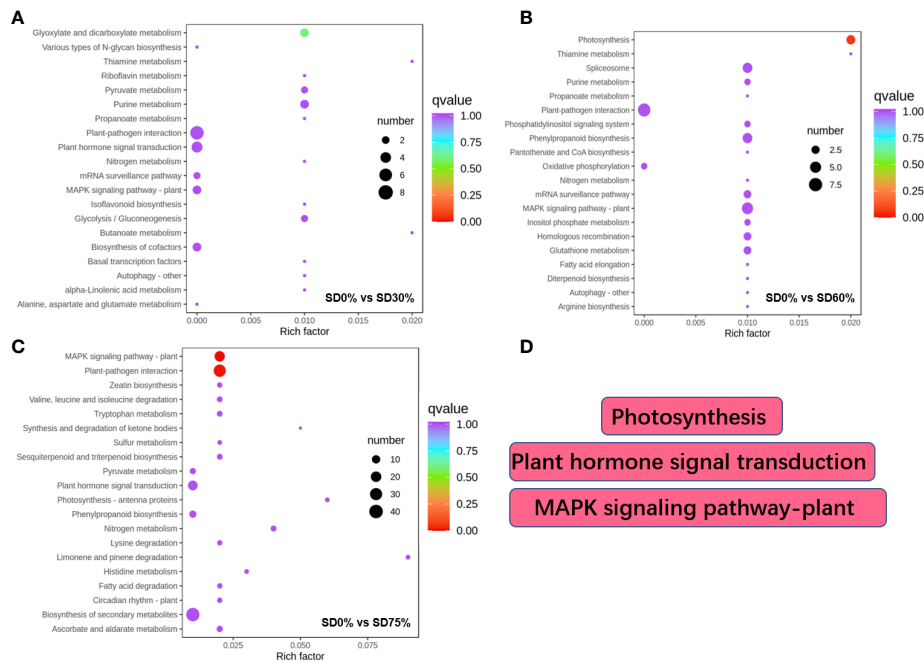 A
Glyoxylate and dicarboxylate metabolism
Various types of N-glycan biosynthesis
Thiamine metabolism
Riboflavin metabolism
Pyruvate metabolism
Purine metabolism
Propanoate metabolism
Plant-pathogen interaction
Plant hormone signal transduction
Nitrogen metabolism
mRNA surveillance pathway
MAPK signaling pathway - plant
Isoflavonoid biosynthesis
Glycolysis / Gluconeogenesis
Butanoate metabolism
Biosynthesis of cofactors
Basal transcription factors
Autophagy - other
alpha-Linolenic acid metabolism
Alanine, aspartate and glutamate metabolism
SD0% vs SD30%
0.000 0.005 0.010 0.015 0.020
Rich factor
qvalue
1.00
0.75
0.50
0.25
0.00
number
2
4
6
8
B
Photosynthesis
Thiamine metabolism
Spliceosome
Purine metabolism
Propanoate metabolism
Plant-pathogen interaction
Phosphatidylinositol signaling system
Phenylpropanoid biosynthesis
Pantothenate and CoA biosynthesis
Oxidative phosphorylation
Nitrogen metabolism
mRNA surveillance pathway
MAPK signaling pathway - plant
Inositol phosphate metabolism
Homologous recombination
Glutathione metabolism
Fatty acid elongation
Diterpenoid biosynthesis
Autophagy - other
Arginine biosynthesis
SD0% vs SD60%
0.000 0.005 0.010 0.015 0.020
Rich factor
qvalue
1.00
0.75
0.50
0.25
0.00
number
2.5
5.0
7.5
C
MAPK signaling pathway - plant
Plant-pathogen interaction
Zeatin biosynthesis
Valine, leucine and isoleucine degradation
Tryptophan metabolism
Synthesis and degradation of ketone bodies
Sulfur metabolism
Sesquiterpenoid and triterpenoid biosynthesis
Pyruvate metabolism
Plant hormone signal transduction
Photosynthesis - antenna proteins
Phenylpropanoid biosynthesis
Nitrogen metabolism
Lysine degradation
Limonene and pinene degradation
Histidine metabolism
Fatty acid degradation
Circadian rhythm - plant
Biosynthesis of secondary metabolites
Ascorbate and aldarate metabolism
SD0% vs SD75%
0.025 0.050 0.075
Rich factor
number
10
20
30
40
qvalue
1.00
0.75
0.50
0.25
0.00
D
Photosynthesis
Plant hormone signal transduction
MAPK signaling pathway-plant